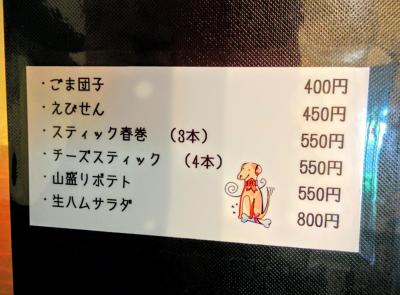 ・ごま団子 400円
・えびせん 450円
・スティック春巻 (3本) 550円
・チーズスティック (4本) 550円
・山盛りポテト 550円
・生ハムサラダ 800円